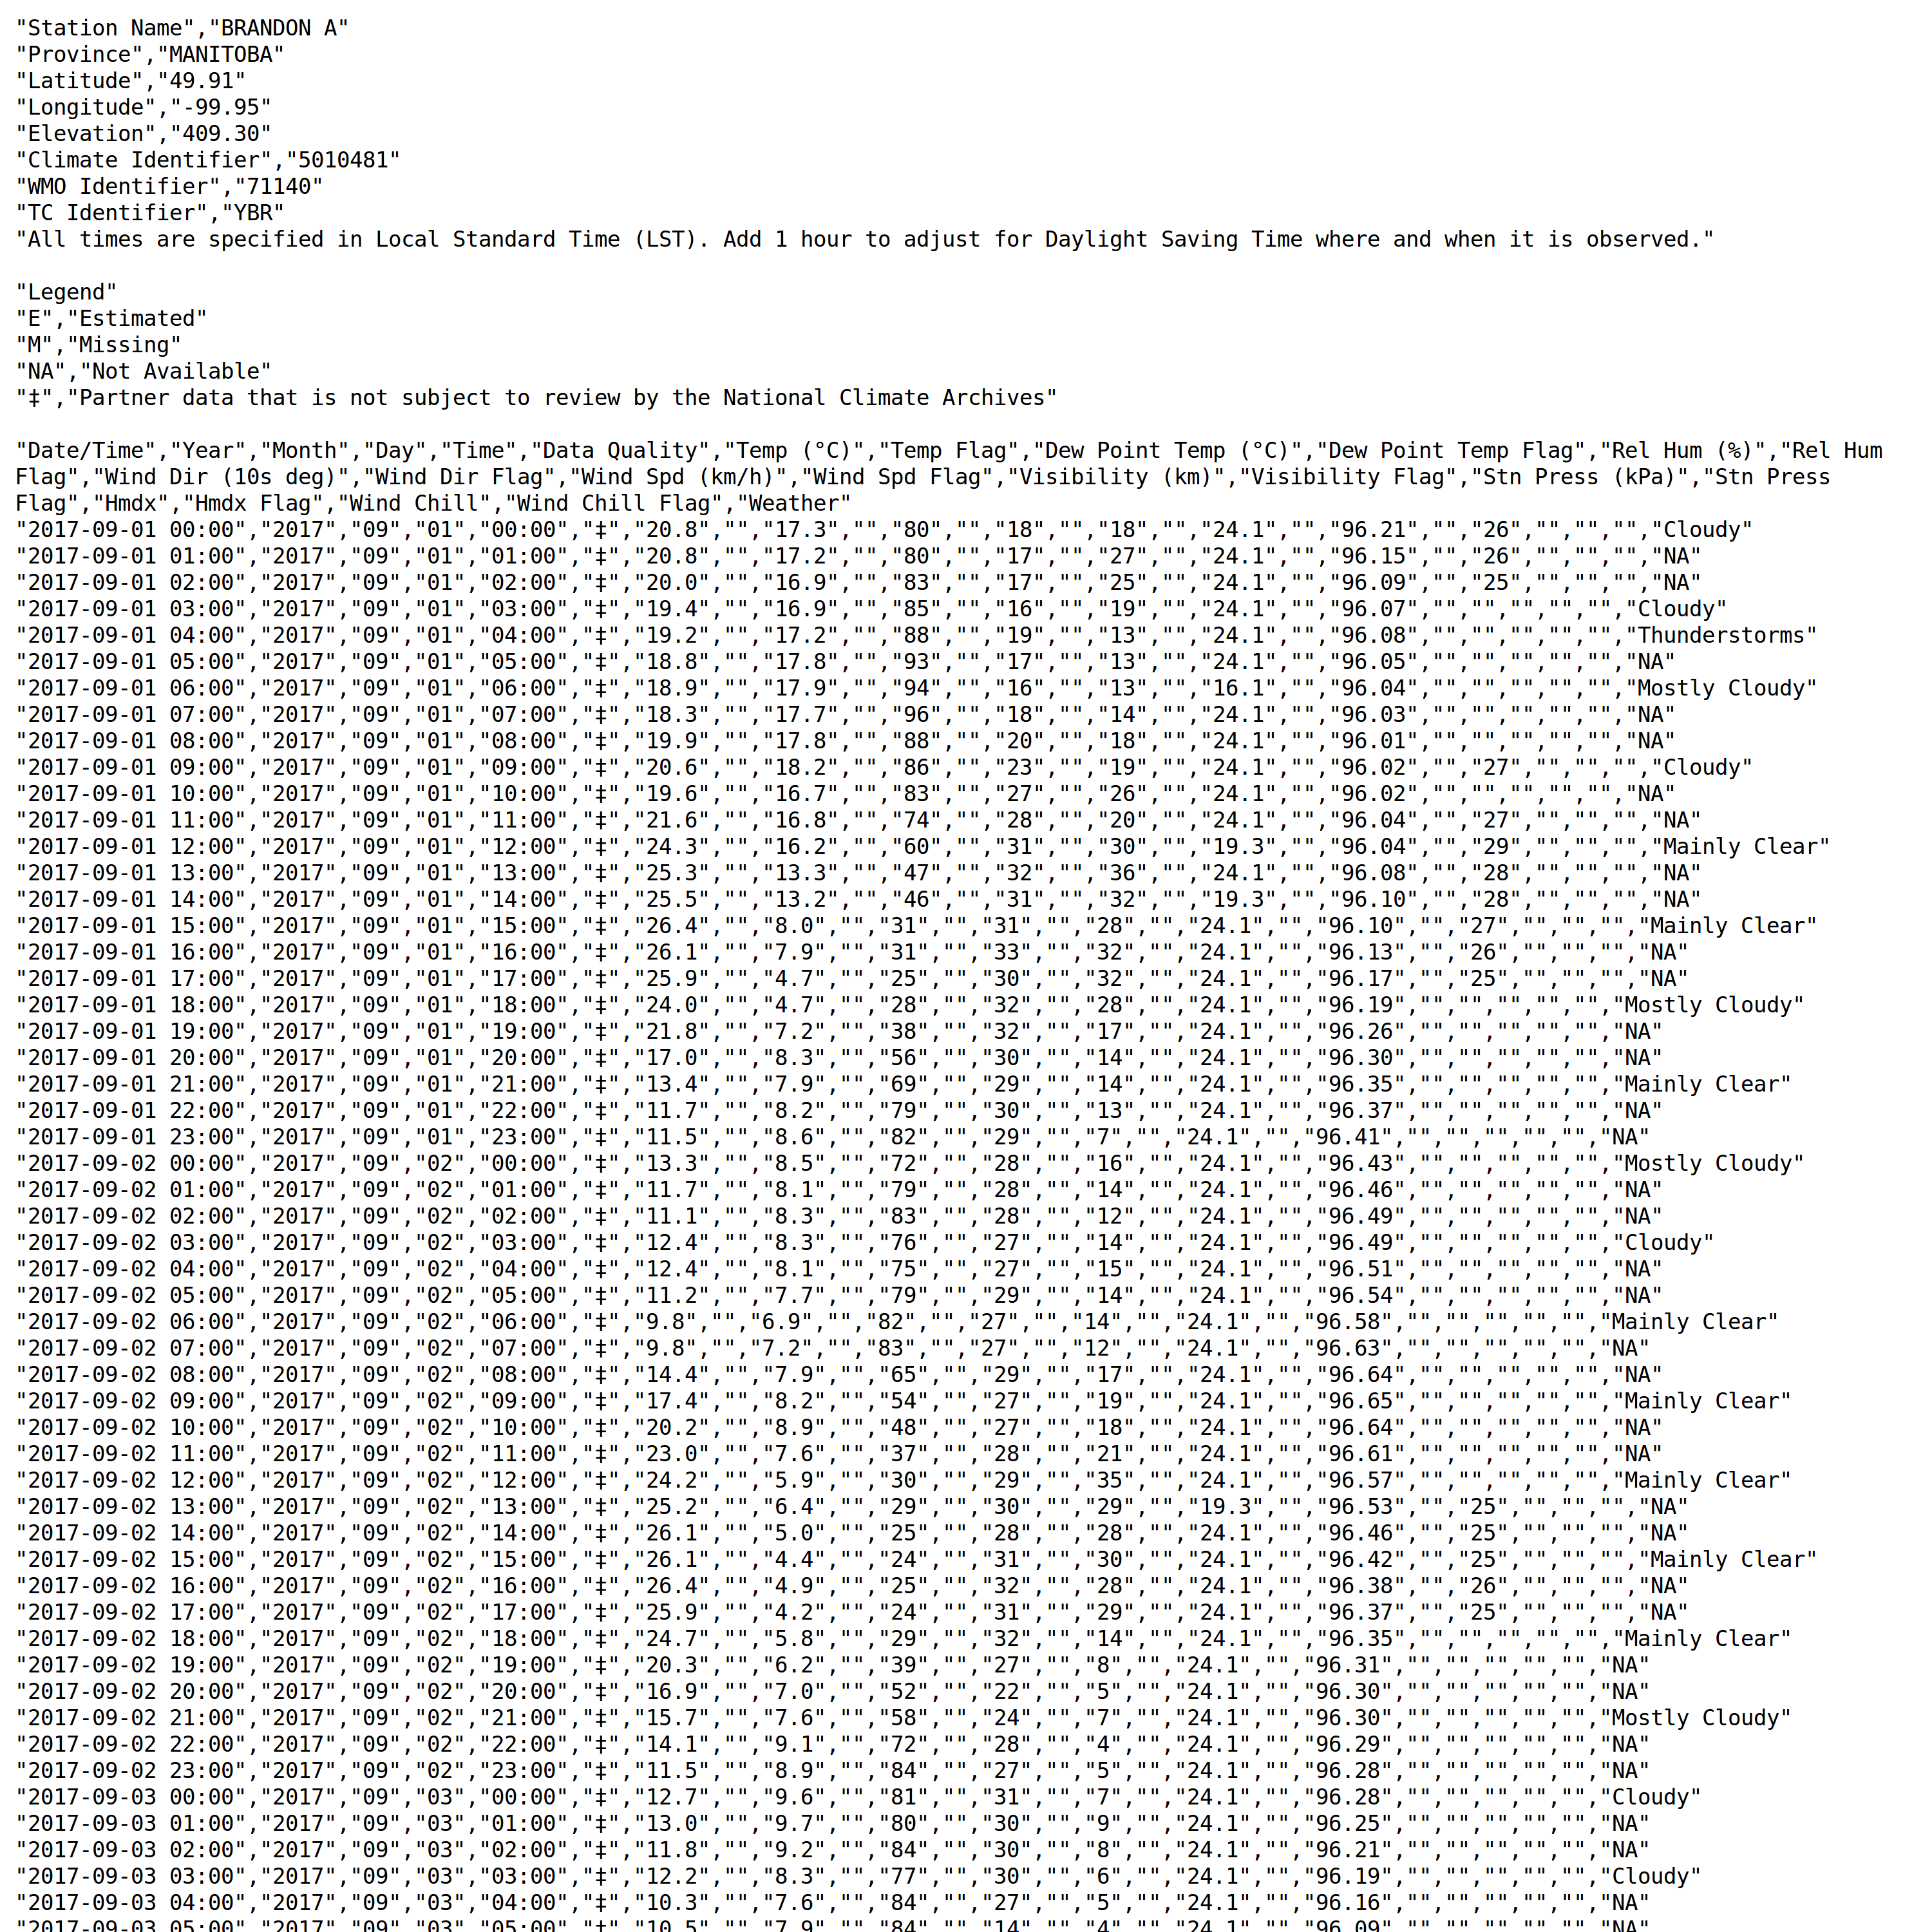 "Station Name","BRANDON A"
"Province","MANITOBA"
"Latitude","49.91"
"Longitude","-99.95"
"Elevation","409.30"
"Climate Identifier","5010481"
"WMO Identifier","71140"
"TC Identifier","YBR"
"All times are specified in Local Standard Time (LST). Add 1 hour to adjust for Daylight Saving Time where and when it is observed."

"Legend"
"E","Estimated"
"M","Missing"
"NA","Not Available"
"‡","Partner data that is not subject to review by the National Climate Archives"

"Date/Time","Year","Month","Day","Time","Data Quality","Temp (°C)","Temp Flag","Dew Point Temp (°C)","Dew Point Temp Flag","Rel Hum (%)","Rel Hum
Flag","Wind Dir (10s deg)","Wind Dir Flag","Wind Spd (km/h)","Wind Spd Flag","Visibility (km)","Visibility Flag","Stn Press (kPa)","Stn Press
Flag","Hmdx","Hmdx Flag","Wind Chill","Wind Chill Flag","Weather"
"2017-09-01 00:00","2017","09","01","00:00","‡","20.8","","17.3","","80","","18","","18","","24.1","","96.21","","26","","","","Cloudy"
"2017-09-01 01:00","2017","09","01","01:00","‡","20.8","","17.2","","80","","17","","27","","24.1","","96.15","","26","","","","NA"
"2017-09-01 02:00","2017","09","01","02:00","‡","20.0","","16.9","","83","","17","","25","","24.1","","96.09","","25","","","","NA"
"2017-09-01 03:00","2017","09","01","03:00","‡","19.4","","16.9","","85","","16","","19","","24.1","","96.07","","","","","","Cloudy"
"2017-09-01 04:00","2017","09","01","04:00","‡","19.2","","17.2","","88","","19","","13","","24.1","","96.08","","","","","","Thunderstorms"
"2017-09-01 05:00","2017","09","01","05:00","‡","18.8","","17.8","","93","","17","","13","","24.1","","96.05","","","","","","NA"
"2017-09-01 06:00","2017","09","01","06:00","‡","18.9","","17.9","","94","","16","","13","","16.1","","96.04","","","","","","Mostly Cloudy"
"2017-09-01 07:00","2017","09","01","07:00","‡","18.3","","17.7","","96","","18","","14","","24.1","","96.03","","","","","","NA"
"2017-09-01 08:00","2017","09","01","08:00","‡","19.9","","17.8","","88","","20","","18","","24.1","","96.01","","","","","","NA"
"2017-09-01 09:00","2017","09","01","09:00","‡","20.6","","18.2","","86","","23","","19","","24.1","","96.02","","27","","","","Cloudy"
"2017-09-01 10:00","2017","09","01","10:00","‡","19.6","","16.7","","83","","27","","26","","24.1","","96.02","","","","","","NA"
"2017-09-01 11:00","2017","09","01","11:00","‡","21.6","","16.8","","74","","28","","20","","24.1","","96.04","","27","","","","NA"
"2017-09-01 12:00","2017","09","01","12:00","‡","24.3","","16.2","","60","","31","","30","","19.3","","96.04","","29","","","","Mainly Clear"
"2017-09-01 13:00","2017","09","01","13:00","‡","25.3","","13.3","","47","","32","","36","","24.1","","96.08","","28","","","","NA"
"2017-09-01 14:00","2017","09","01","14:00","‡","25.5","","13.2","","46","","31","","32","","19.3","","96.10","","28","","","","NA"
"2017-09-01 15:00","2017","09","01","15:00","‡","26.4","","8.0","","31","","31","","28","","24.1","","96.10","","27","","","","Mainly Clear"
"2017-09-01 16:00","2017","09","01","16:00","‡","26.1","","7.9","","31","","33","","32","","24.1","","96.13","","26","","","","NA"
"2017-09-01 17:00","2017","09","01","17:00","‡","25.9","","4.7","","25","","30","","32","","24.1","","96.17","","25","","","","NA"
"2017-09-01 18:00","2017","09","01","18:00","‡","24.0","","4.7","","28","","32","","28","","24.1","","96.19","","","","","","Mostly Cloudy"
"2017-09-01 19:00","2017","09","01","19:00","‡","21.8","","7.2","","38","","32","","17","","24.1","","96.26","","","","","","NA"
"2017-09-01 20:00","2017","09","01","20:00","‡","17.0","","8.3","","56","","30","","14","","24.1","","96.30","","","","","","NA"
"2017-09-01 21:00","2017","09","01","21:00","‡","13.4","","7.9","","69","","29","","14","","24.1","","96.35","","","","","","Mainly Clear"
"2017-09-01 22:00","2017","09","01","22:00","‡","11.7","","8.2","","79","","30","","13","","24.1","","96.37","","","","","","NA"
"2017-09-01 23:00","2017","09","01","23:00","‡","11.5","","8.6","","82","","29","","7","","24.1","","96.41","","","","","","NA"
"2017-09-02 00:00","2017","09","02","00:00","‡","13.3","","8.5","","72","","28","","16","","24.1","","96.43","","","","","","Mostly Cloudy"
"2017-09-02 01:00","2017","09","02","01:00","‡","11.7","","8.1","","79","","28","","14","","24.1","","96.46","","","","","","NA"
"2017-09-02 02:00","2017","09","02","02:00","‡","11.1","","8.3","","83","","28","","12","","24.1","","96.49","","","","","","NA"
"2017-09-02 03:00","2017","09","02","03:00","‡","12.4","","8.3","","76","","27","","14","","24.1","","96.49","","","","","","Cloudy"
"2017-09-02 04:00","2017","09","02","04:00","‡","12.4","","8.1","","75","","27","","15","","24.1","","96.51","","","","","","NA"
"2017-09-02 05:00","2017","09","02","05:00","‡","11.2","","7.7","","79","","29","","14","","24.1","","96.54","","","","","","NA"
"2017-09-02 06:00","2017","09","02","06:00","‡","9.8","","6.9","","82","","27","","14","","24.1","","96.58","","","","","","Mainly Clear"
"2017-09-02 07:00","2017","09","02","07:00","‡","9.8","","7.2","","83","","27","","12","","24.1","","96.63","","","","","","NA"
"2017-09-02 08:00","2017","09","02","08:00","‡","14.4","","7.9","","65","","29","","17","","24.1","","96.64","","","","","","NA"
"2017-09-02 09:00","2017","09","02","09:00","‡","17.4","","8.2","","54","","27","","19","","24.1","","96.65","","","","","","Mainly Clear"
"2017-09-02 10:00","2017","09","02","10:00","‡","20.2","","8.9","","48","","27","","18","","24.1","","96.64","","","","","","NA"
"2017-09-02 11:00","2017","09","02","11:00","‡","23.0","","7.6","","37","","28","","21","","24.1","","96.61","","","","","","NA"
"2017-09-02 12:00","2017","09","02","12:00","‡","24.2","","5.9","","30","","29","","35","","24.1","","96.57","","","","","","Mainly Clear"
"2017-09-02 13:00","2017","09","02","13:00","‡","25.2","","6.4","","29","","30","","29","","19.3","","96.53","","25","","","","NA"
"2017-09-02 14:00","2017","09","02","14:00","‡","26.1","","5.0","","25","","28","","28","","24.1","","96.46","","25","","","","NA"
"2017-09-02 15:00","2017","09","02","15:00","‡","26.1","","4.4","","24","","31","","30","","24.1","","96.42","","25","","","","Mainly Clear"
"2017-09-02 16:00","2017","09","02","16:00","‡","26.4","","4.9","","25","","32","","28","","24.1","","96.38","","26","","","","NA"
"2017-09-02 17:00","2017","09","02","17:00","‡","25.9","","4.2","","24","","31","","29","","24.1","","96.37","","25","","","","NA"
"2017-09-02 18:00","2017","09","02","18:00","‡","24.7","","5.8","","29","","32","","14","","24.1","","96.35","","","","","","Mainly Clear"
"2017-09-02 19:00","2017","09","02","19:00","‡","20.3","","6.2","","39","","27","","8","","24.1","","96.31","","","","","","NA"
"2017-09-02 20:00","2017","09","02","20:00","‡","16.9","","7.0","","52","","22","","5","","24.1","","96.30","","","","","","NA"
"2017-09-02 21:00","2017","09","02","21:00","‡","15.7","","7.6","","58","","24","","7","","24.1","","96.30","","","","","","Mostly Cloudy"
"2017-09-02 22:00","2017","09","02","22:00","‡","14.1","","9.1","","72","","28","","4","","24.1","","96.29","","","","","","NA"
"2017-09-02 23:00","2017","09","02","23:00","‡","11.5","","8.9","","84","","27","","5","","24.1","","96.28","","","","","","NA"
"2017-09-03 00:00","2017","09","03","00:00","‡","12.7","","9.6","","81","","31","","7","","24.1","","96.28","","","","","","Cloudy"
"2017-09-03 01:00","2017","09","03","01:00","‡","13.0","","9.7","","80","","30","","9","","24.1","","96.25","","","","","","NA"
"2017-09-03 02:00","2017","09","03","02:00","‡","11.8","","9.2","","84","","30","","8","","24.1","","96.21","","","","","","NA"
"2017-09-03 03:00","2017","09","03","03:00","‡","12.2","","8.3","","77","","30","","6","","24.1","","96.19","","","","","","Cloudy"
"2017-09-03 04:00","2017","09","03","04:00","‡","10.3","","7.6","","84","","27","","5","","24.1","","96.16","","","","","","NA"
"2017-09-03 05:00","2017","09","03","05:00","‡","10.5","","7.9","","84","","14","","4","","24.1","","96.09","","","","","","NA"